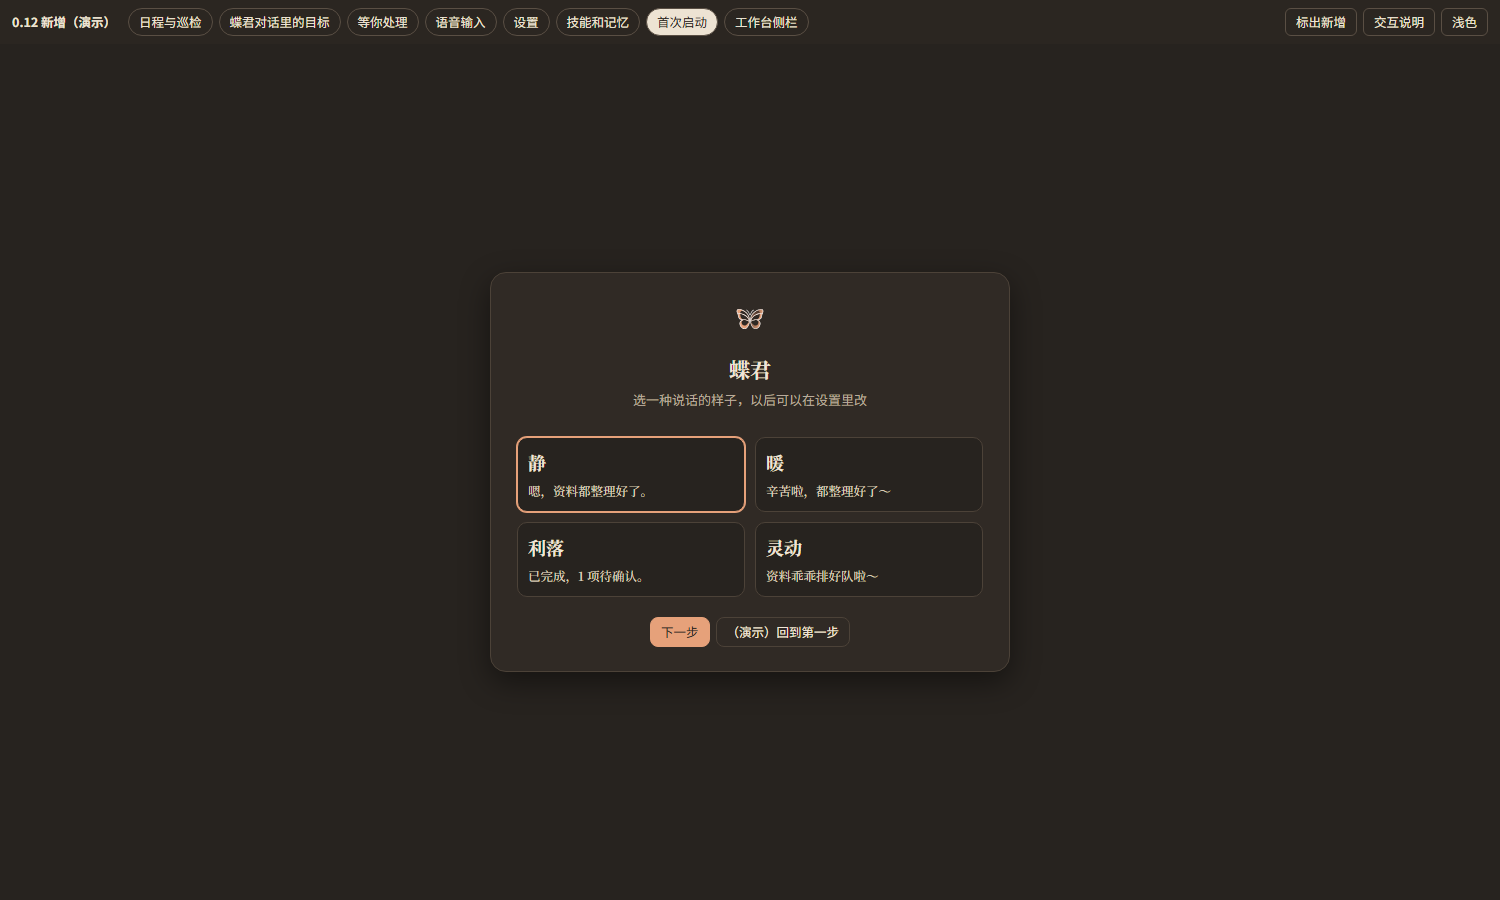 0.12 新增（演示） 日程与巡检 蝶君对话里的目标 等你处理 语音输入 设置 技能和记忆 首次启动 工作台侧栏 标出新增 交互说明 浅色
蝶君
选一种说话的样子，以后可以在设置里改
静 暖
嗯，资料都整理好了。 辛苦啦，都整理好了～
利落 灵动
已完成，1 项待确认。 资料乖乖排好队啦～
下一步 （演示）回到第一步